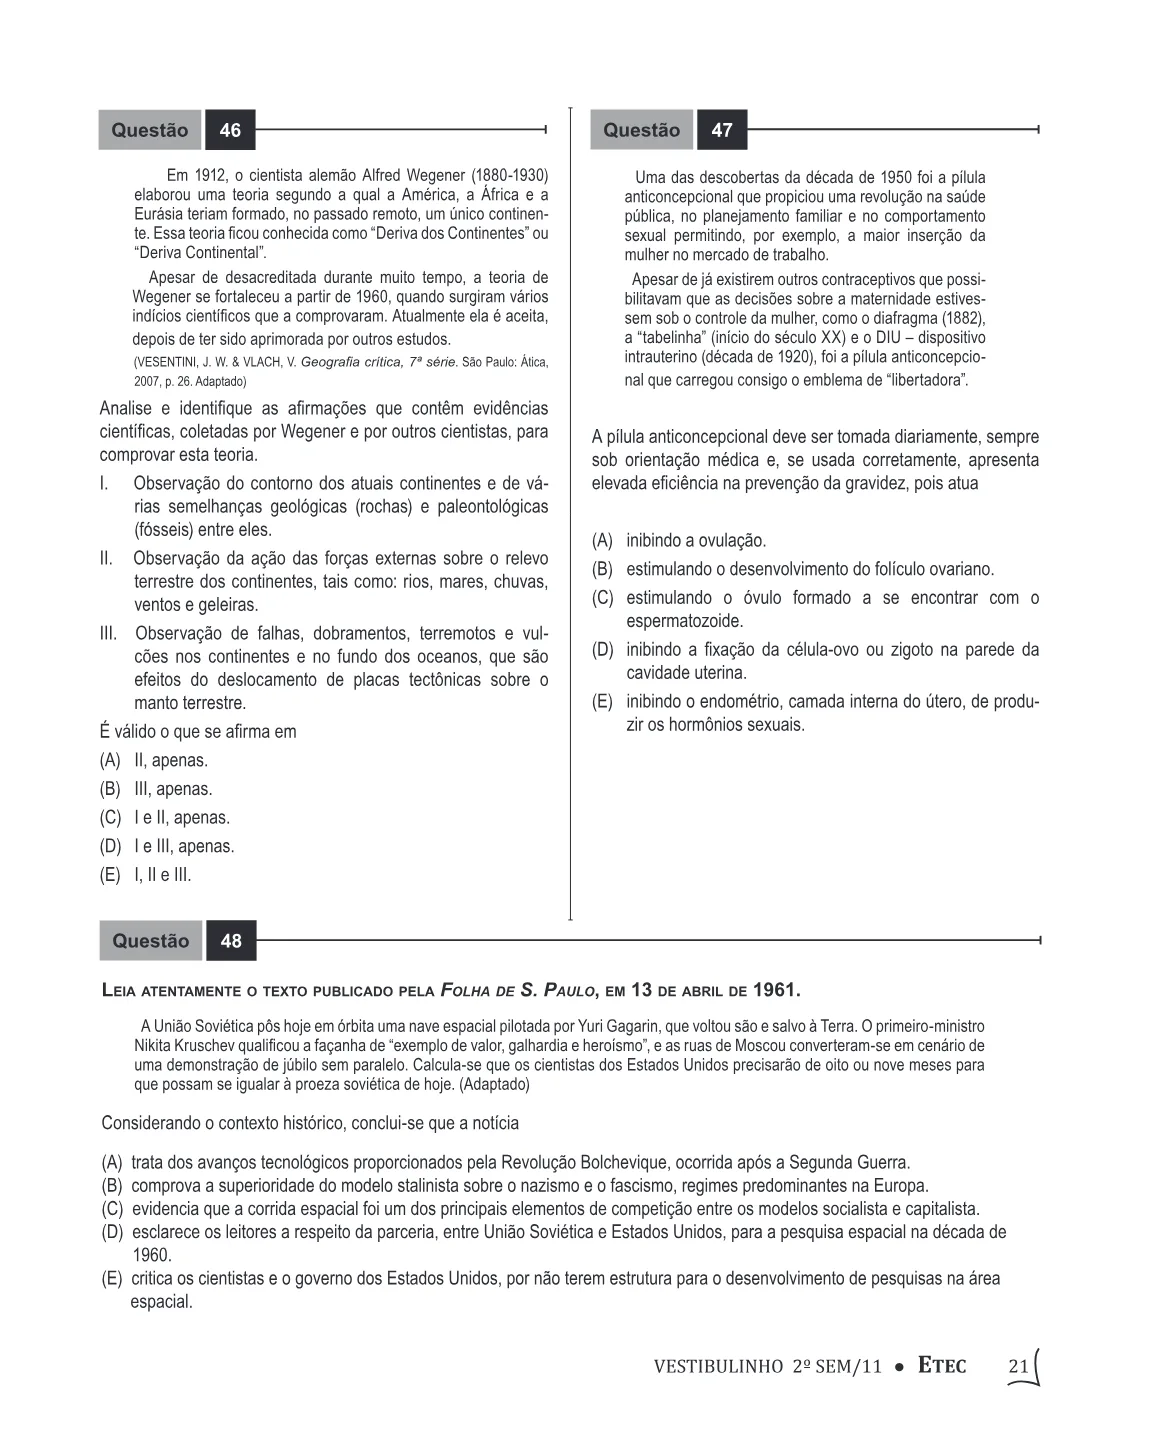 Questão 46
Em 1912, o cientista alemão Alfred Wegener (1880-1930)
elaborou uma teoria segundo a qual a América, a África e a
Eurásia teriam formado, no passado remoto, um único continen-
te. Essa teoria ficou conhecida como “Deriva dos Continentes” ou
“Deriva Continental”.
Apesar de desacreditada durante muito tempo, a teoria de
Wegener se fortaleceu a partir de 1960, quando surgiram vários
indícios científicos que a comprovaram. Atualmente ela é aceita,
depois de ter sido aprimorada por outros estudos.
(VESENTINI, J. W. & VLACH, V. Geografia crítica, 7ª série. São Paulo: Ática,
2007, p. 26. Adaptado)
Analise e identifique as afirmações que contêm evidências
científicas, coletadas por Wegener e por outros cientistas, para
comprovar esta teoria.
I. Observação do contorno dos atuais continentes e de vá-
rias semelhanças geológicas (rochas) e paleontológicas
(fósseis) entre eles.
II. Observação da ação das forças externas sobre o relevo
terrestre dos continentes, tais como: rios, mares, chuvas,
ventos e geleiras.
III. Observação de falhas, dobramentos, terremotos e vul-
cões nos continentes e no fundo dos oceanos, que são
efeitos do deslocamento de placas tectônicas sobre o
manto terrestre.
É válido o que se afirma em
(A) II, apenas.
(B) III, apenas.
(C) I e II, apenas.
(D) I e III, apenas.
(E) I, II e III.
Questão 47
Uma das descobertas da década de 1950 foi a pílula
anticoncepcional que propiciou uma revolução na saúde
pública, no planejamento familiar e no comportamento
sexual permitindo, por exemplo, a maior inserção da
mulher no mercado de trabalho.
Apesar de já existirem outros contraceptivos que possi-
bilitavam que as decisões sobre a maternidade estives-
sem sob o controle da mulher, como o diafragma (1882),
a “tabelinha” (início do século XX) e o DIU – dispositivo
intrauterino (década de 1920), foi a pílula anticoncepcio-
nal que carregou consigo o emblema de “libertadora”.
A pílula anticoncepcional deve ser tomada diariamente, sempre
sob orientação médica e, se usada corretamente, apresenta
elevada eficiência na prevenção da gravidez, pois atua
(A) inibindo a ovulação.
(B) estimulando o desenvolvimento do folículo ovariano.
(C) estimulando o óvulo formado a se encontrar com o
espermatozoide.
(D) inibindo a fixação da célula-ovo ou zigoto na parede da
cavidade uterina.
(E) inibindo o endométrio, camada interna do útero, de produ-
zir os hormônios sexuais.
Questão 48
LEIA ATENTAMENTE O TEXTO PUBLICADO PELA FOLHA DE S. PAULO, EM 13 DE ABRIL DE 1961.
A União Soviética pôs hoje em órbita uma nave espacial pilotada por Yuri Gagarin, que voltou são e salvo à Terra. O primeiro-ministro
Nikita Kruschev qualificou a façanha de “exemplo de valor, galhardia e heroísmo”, e as ruas de Moscou converteram-se em cenário de
uma demonstração de júbilo sem paralelo. Calcula-se que os cientistas dos Estados Unidos precisarão de oito ou nove meses para
que possam se igualar à proeza soviética de hoje. (Adaptado)
Considerando o contexto histórico, conclui-se que a notícia
(A) trata dos avanços tecnológicos proporcionados pela Revolução Bolchevique, ocorrida após a Segunda Guerra.
(B) comprova a superioridade do modelo stalinista sobre o nazismo e o fascismo, regimes predominantes na Europa.
(C) evidencia que a corrida espacial foi um dos principais elementos de competição entre os modelos socialista e capitalista.
(D) esclarece os leitores a respeito da parceria, entre União Soviética e Estados Unidos, para a pesquisa espacial na década de
1960.
(E) critica os cientistas e o governo dos Estados Unidos, por não terem estrutura para o desenvolvimento de pesquisas na área
espacial.
VESTIBULINHO 2º SEM/11 • ETEC 21